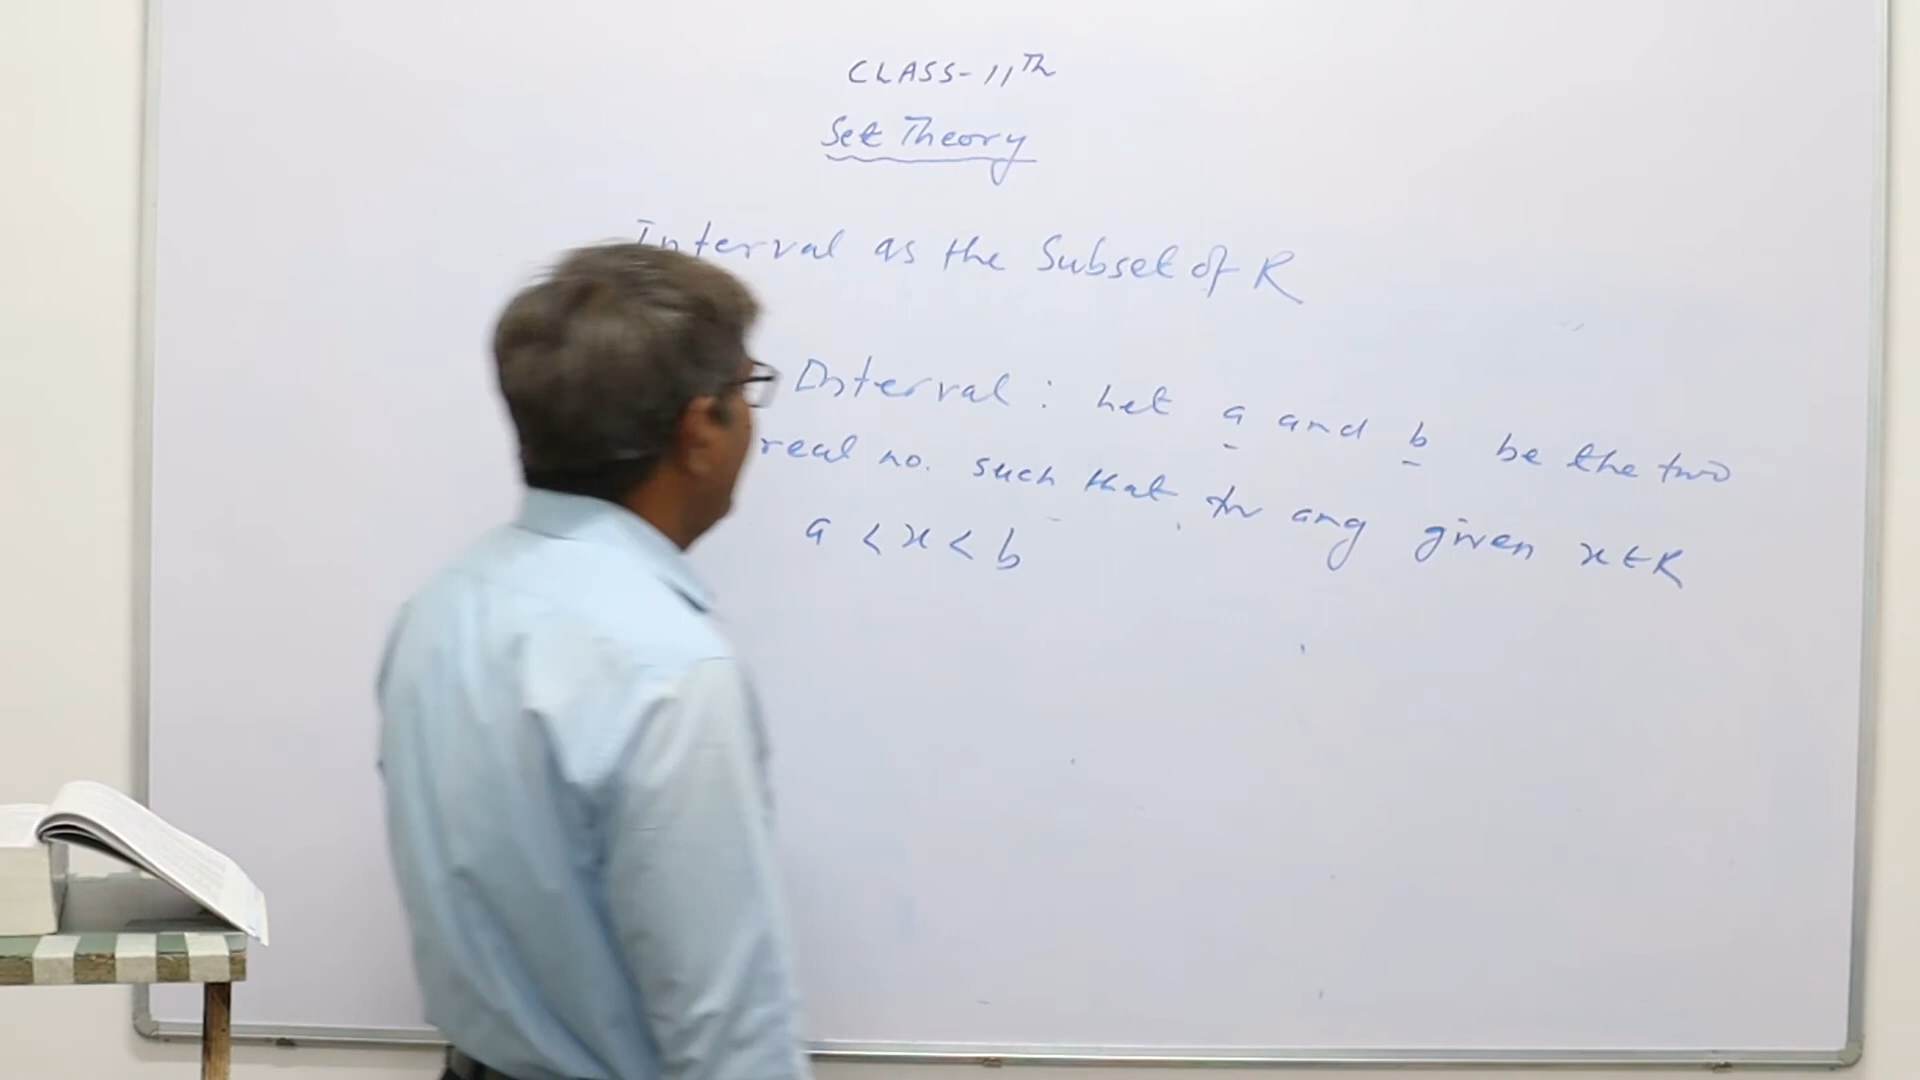 CLASS-11Th
Set Theory
Interval as the Subset of R
Interval : Let a and b be the two
real no. such that for any given x ∈ R
a < x < b